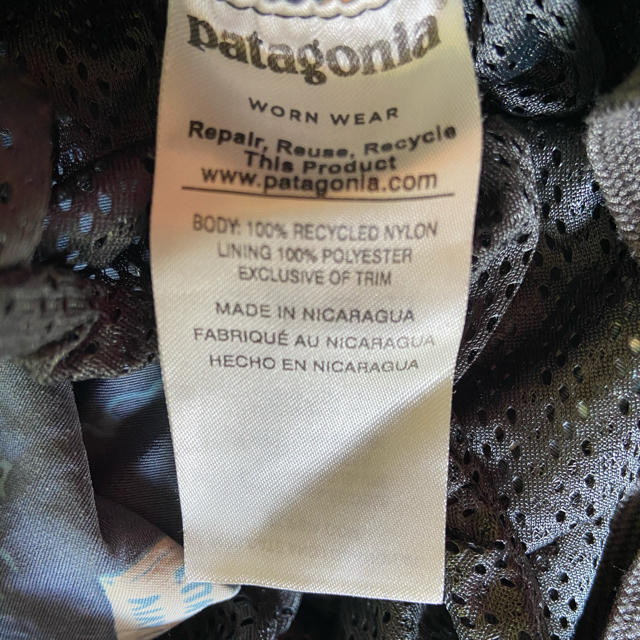 patagonia
WORN WEAR
Repair, Reuse, Recycle
This Product
www.patagonia.com
BODY: 100% RECYCLED NYLON
LINING 100% POLYESTER
EXCLUSIVE OF TRIM
MADE IN NICARAGUA
FABRIQUÉ AU NICARAGUA
HECHO EN NICARAGUA